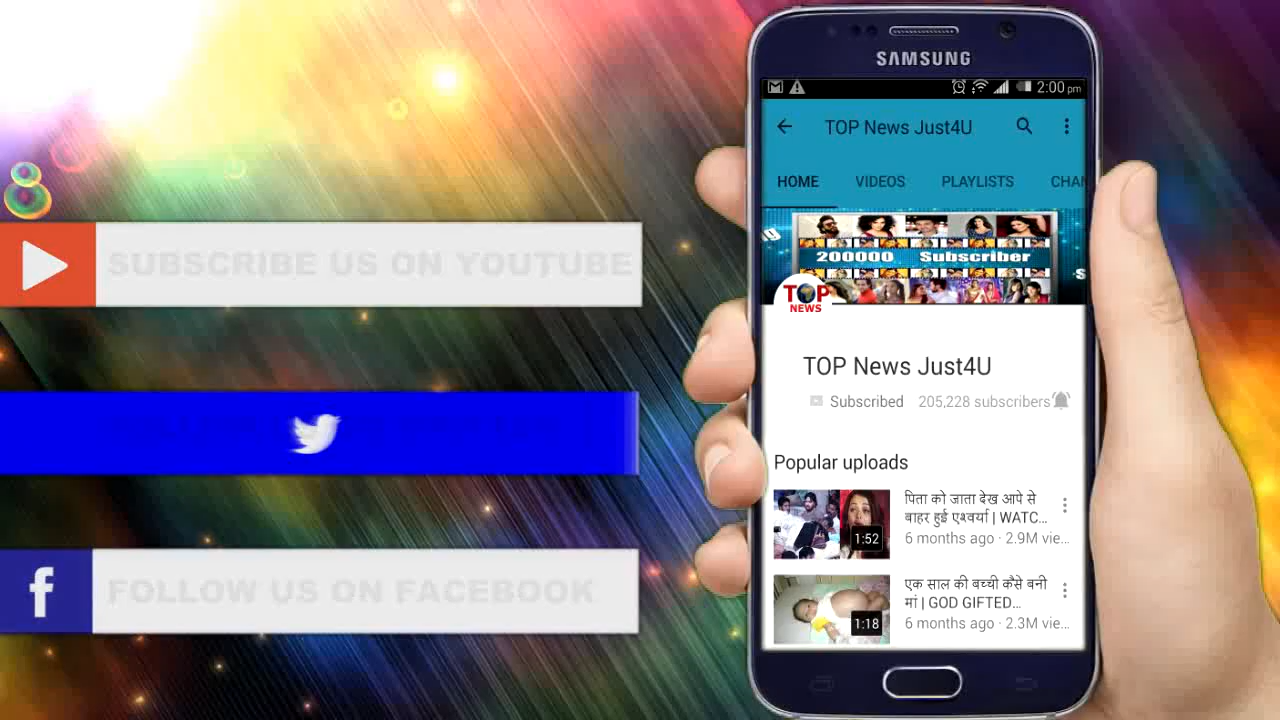 SUBSCRIBE US ON YOUTUBE
FOLLOW US ON FACEBOOK
SAMSUNG
2:00 pm
TOP News Just4U
HOME VIDEOS PLAYLISTS CHAN
200000 Subscriber
TOP
NEWS
TOP News Just4U
Subscribed 205,228 subscribers
Popular uploads
पिता को जाता देख आपे से
बाहर हुई एश्वर्या | WATC...
1:52
6 months ago · 2.9M vie...
एक साल की बच्ची कैसे बनी
मां | GOD GIFTED...
1:18
6 months ago · 2.3M vie...